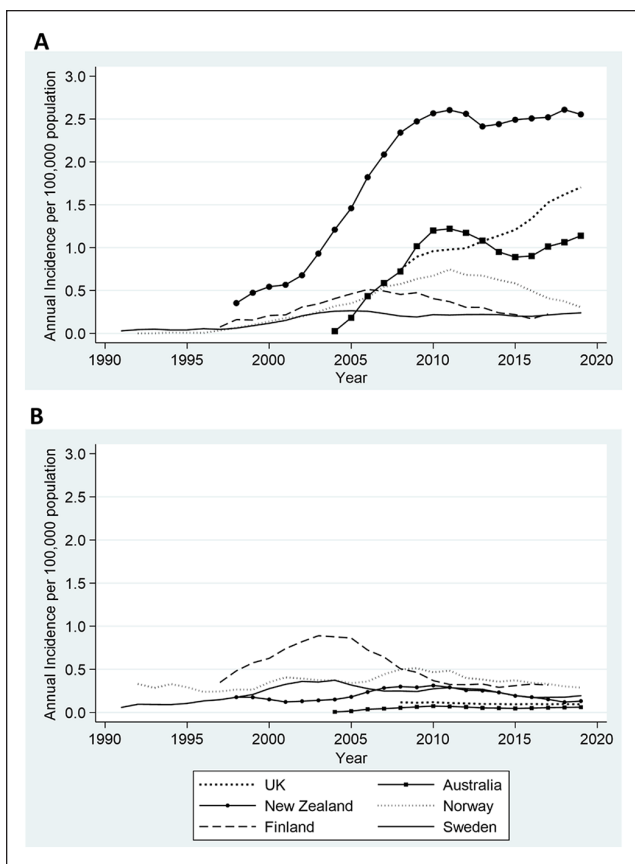 A
Annual Incidence per 100,000 population
3.0
2.5
2.0
1.5
1.0
0.5
0.0
1990 1995 2000 2005 2010 2015 2020
Year
B
Annual Incidence per 100,000 population
3.0
2.5
2.0
1.5
1.0
0.5
0.0
1990 1995 2000 2005 2010 2015 2020
Year
UK Australia
New Zealand Norway
Finland Sweden